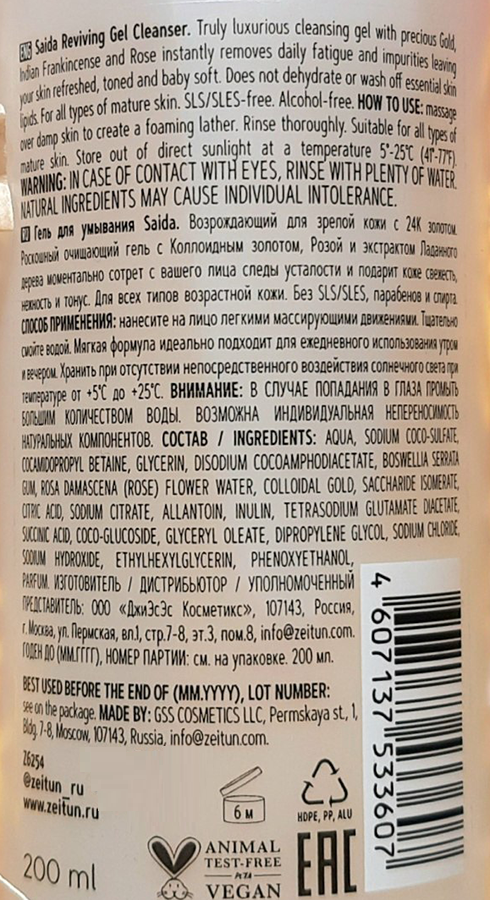 ENG Saida Reviving Gel Cleanser. Truly luxurious cleansing gel with precious Gold,
Indian Frankincense and Rose instantly removes daily fatigue and impurities leaving
your skin refreshed, toned and baby soft. Does not dehydrate or wash off essential skin
lipids. For all types of mature skin. SLS/SLES-free. Alcohol-free. HOW TO USE: massage
over damp skin to create a foaming lather. Rinse thoroughly. Suitable for all types of
mature skin. Store out of direct sunlight at a temperature 5°-25°C (41°-77°F).
WARNING: IN CASE OF CONTACT WITH EYES, RINSE WITH PLENTY OF WATER.
NATURAL INGREDIENTS MAY CAUSE INDIVIDUAL INTOLERANCE.
RU Гель для умывания Saida. Возрождающий для зрелой кожи с 24K золотом.
Роскошный очищающий гель с Коллоидным золотом, Розой и экстрактом Ладанного
дерева моментально сотрет с вашего лица следы усталости и подарит коже свежесть,
нежность и тонус. Для всех типов возрастной кожи. Без SLS/SLES, парабенов и спирта.
СПОСОБ ПРИМЕНЕНИЯ: нанесите на лицо легкими массирующими движениями. Тщательно
смойте водой. Мягкая формула идеально подходит для ежедневного использования утром
и вечером. Хранить при отсутствии непосредственного воздействия солнечного света при
температуре от +5°C до +25°C. ВНИМАНИЕ: В СЛУЧАЕ ПОПАДАНИЯ В ГЛАЗА ПРОМЫТЬ
БОЛЬШИМ КОЛИЧЕСТВОМ ВОДЫ. ВОЗМОЖНА ИНДИВИДУАЛЬНАЯ НЕПЕРЕНОСИМОСТЬ
НАТУРАЛЬНЫХ КОМПОНЕНТОВ. СОСТАВ / INGREDIENTS: AQUA, SODIUM COCO-SULFATE,
COCAMIDOPROPYL BETAINE, GLYCERIN, DISODIUM COCOAMPHODIACETATE, BOSWELLIA SERRATA
GUM, ROSA DAMASCENA (ROSE) FLOWER WATER, COLLOIDAL GOLD, SACCHARIDE ISOMERATE,
CITRIC ACID, SODIUM CITRATE, ALLANTOIN, INULIN, TETRASODIUM GLUTAMATE DIACETATE,
SUCCINIC ACID, COCO-GLUCOSIDE, GLYCERYL OLEATE, DIPROPYLENE GLYCOL, SODIUM CHLORIDE,
SODIUM HYDROXIDE, ETHYLHEXYLGLYCERIN, PHENOXYETHANOL,
PARFUM. ИЗГОТОВИТЕЛЬ / ДИСТРИБЬЮТОР / УПОЛНОМОЧЕННЫЙ
ПРЕДСТАВИТЕЛЬ: ООО «ДжиЭсЭс Косметикс», 107143, Россия,
г. Москва, ул. Пермская, вл.1, стр.7-8, эт.3, пом.8, info@zeitun.com.
ГОДЕН ДО (ММ.ГГГГ), НОМЕР ПАРТИИ: см. на упаковке. 200 мл.
BEST USED BEFORE THE END OF (MM.YYYY), LOT NUMBER:
see on the package. MADE BY: GSS COSMETICS LLC, Permskaya st., 1,
Bldg. 7-8, Moscow, 107143, Russia, info@zeitun.com.
Z6254
@zeitun_ru
www.zeitun.ru
6 м
HDPE, PP, ALU
ANIMAL
TEST-FREE
PETA
VEGAN
EAC
200 ml
4 607137 533607